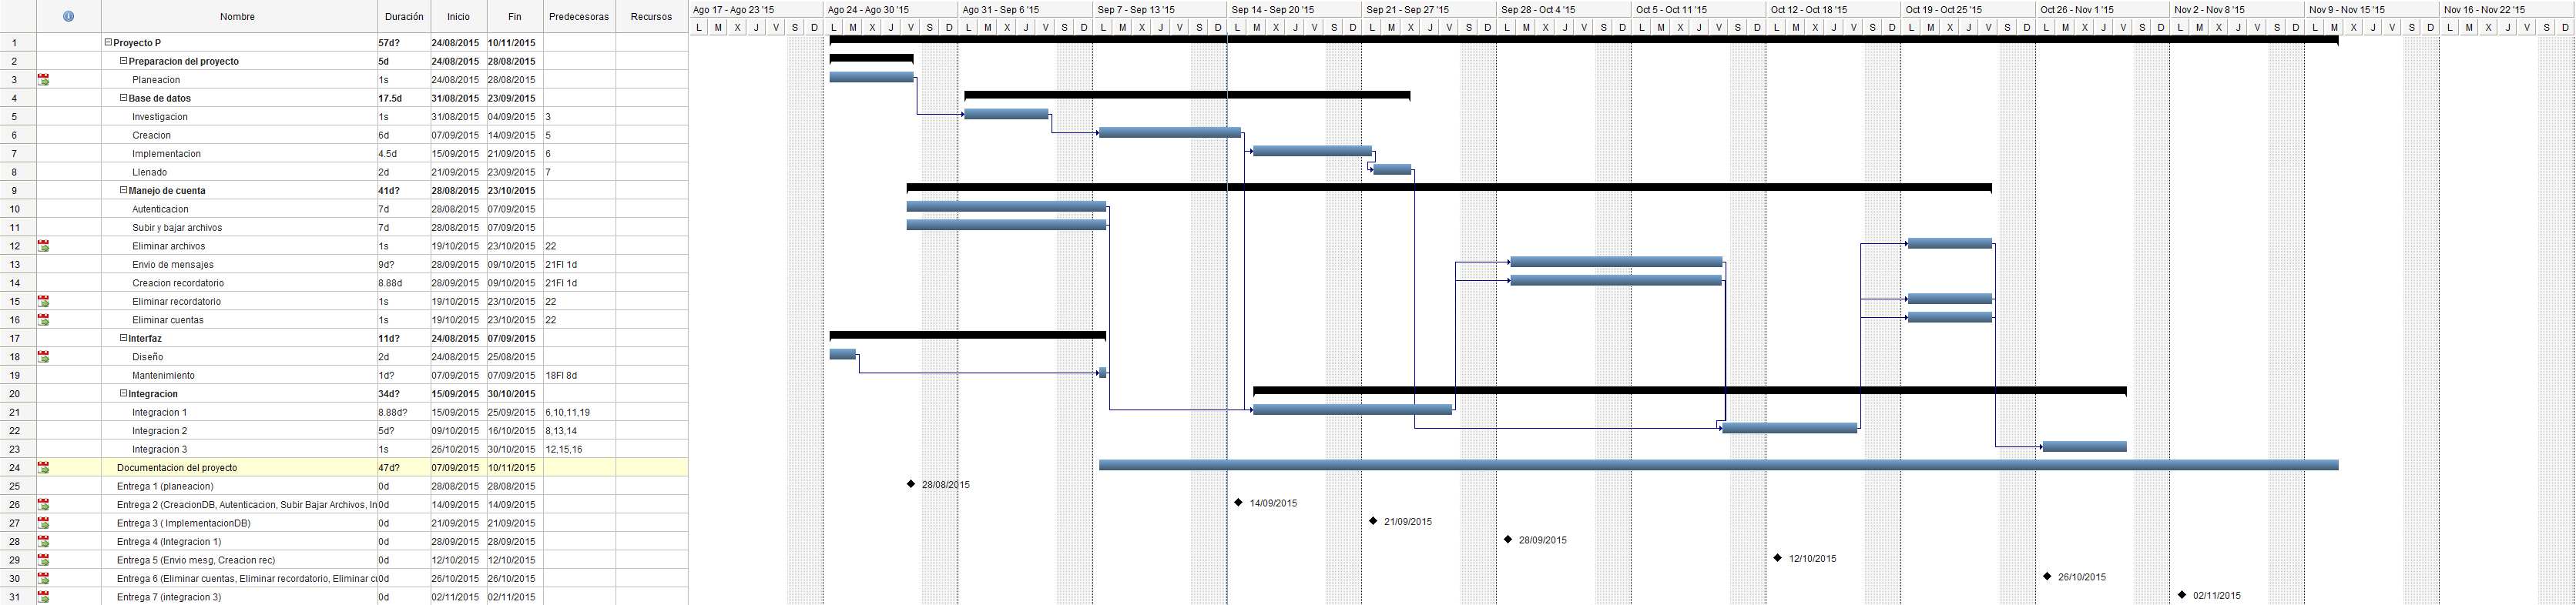 Nombre Duración Inicio Fin Predecesoras Recursos
Ago 17 - Ago 23 '15 Ago 24 - Ago 30 '15 Ago 31 - Sep 6 '15 Sep 7 - Sep 13 '15 Sep 14 - Sep 20 '15 Sep 21 - Sep 27 '15 Sep 28 - Oct 4 '15 Oct 5 - Oct 11 '15 Oct 12 - Oct 18 '15 Oct 19 - Oct 25 '15 Oct 26 - Nov 1 '15 Nov 2 - Nov 8 '15 Nov 9 - Nov 15 '15 Nov 16 - Nov 22 '15
L M X J V S D L M X J V S D L M X J V S D L M X J V S D L M X J V S D L M X J V S D L M X J V S D L M X J V S D L M X J V S D L M X J V S D L M X J V S D L M X J V S D L M X J V S D L M X J V S D
1 Proyecto P 57d? 24/08/2015 10/11/2015
2 Preparacion del proyecto 5d 24/08/2015 28/08/2015
3 Planeacion 1s 24/08/2015 28/08/2015
4 Base de datos 17.5d 31/08/2015 23/09/2015
5 Investigacion 1s 31/08/2015 04/09/2015 3
6 Creacion 6d 07/09/2015 14/09/2015 5
7 Implementacion 4.5d 15/09/2015 21/09/2015 6
8 Llenado 2d 21/09/2015 23/09/2015 7
9 Manejo de cuenta 41d? 28/08/2015 23/10/2015
10 Autenticacion 7d 28/08/2015 07/09/2015
11 Subir y bajar archivos 7d 28/08/2015 07/09/2015
12 Eliminar archivos 1s 19/10/2015 23/10/2015 22
13 Envio de mensajes 9d? 28/09/2015 09/10/2015 21FI 1d
14 Creacion recordatorio 8.88d 28/09/2015 09/10/2015 21FI 1d
15 Eliminar recordatorio 1s 19/10/2015 23/10/2015 22
16 Eliminar cuentas 1s 19/10/2015 23/10/2015 22
17 Interfaz 11d? 24/08/2015 07/09/2015
18 Diseño 2d 24/08/2015 25/08/2015
19 Mantenimiento 1d? 07/09/2015 07/09/2015 18FI 8d
20 Integracion 34d? 15/09/2015 30/10/2015
21 Integracion 1 8.88d? 15/09/2015 25/09/2015 6,10,11,19
22 Integracion 2 5d? 09/10/2015 16/10/2015 8,13,14
23 Integracion 3 1s 26/10/2015 30/10/2015 12,15,16
24 Documentacion del proyecto 47d? 07/09/2015 10/11/2015
25 Entrega 1 (planeacion) 0d 28/08/2015 28/08/2015 28/08/2015
26 Entrega 2 (CreacionDB, Autenticacion, Subir Bajar Archivos, In 0d 14/09/2015 14/09/2015 14/09/2015
27 Entrega 3 ( ImplementacionDB) 0d 21/09/2015 21/09/2015 21/09/2015
28 Entrega 4 (Integracion 1) 0d 28/09/2015 28/09/2015 28/09/2015
29 Entrega 5 (Envio mesg, Creacion rec) 0d 12/10/2015 12/10/2015 12/10/2015
30 Entrega 6 (Eliminar cuentas, Eliminar recordatorio, Eliminar cu 0d 26/10/2015 26/10/2015 26/10/2015
31 Entrega 7 (integracion 3) 0d 02/11/2015 02/11/2015 02/11/2015